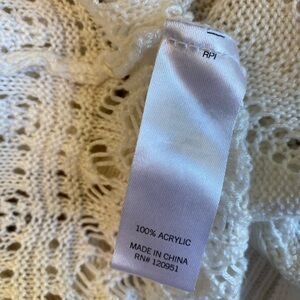 RPI
100% ACRYLIC
MADE IN CHINA
RN# 120951